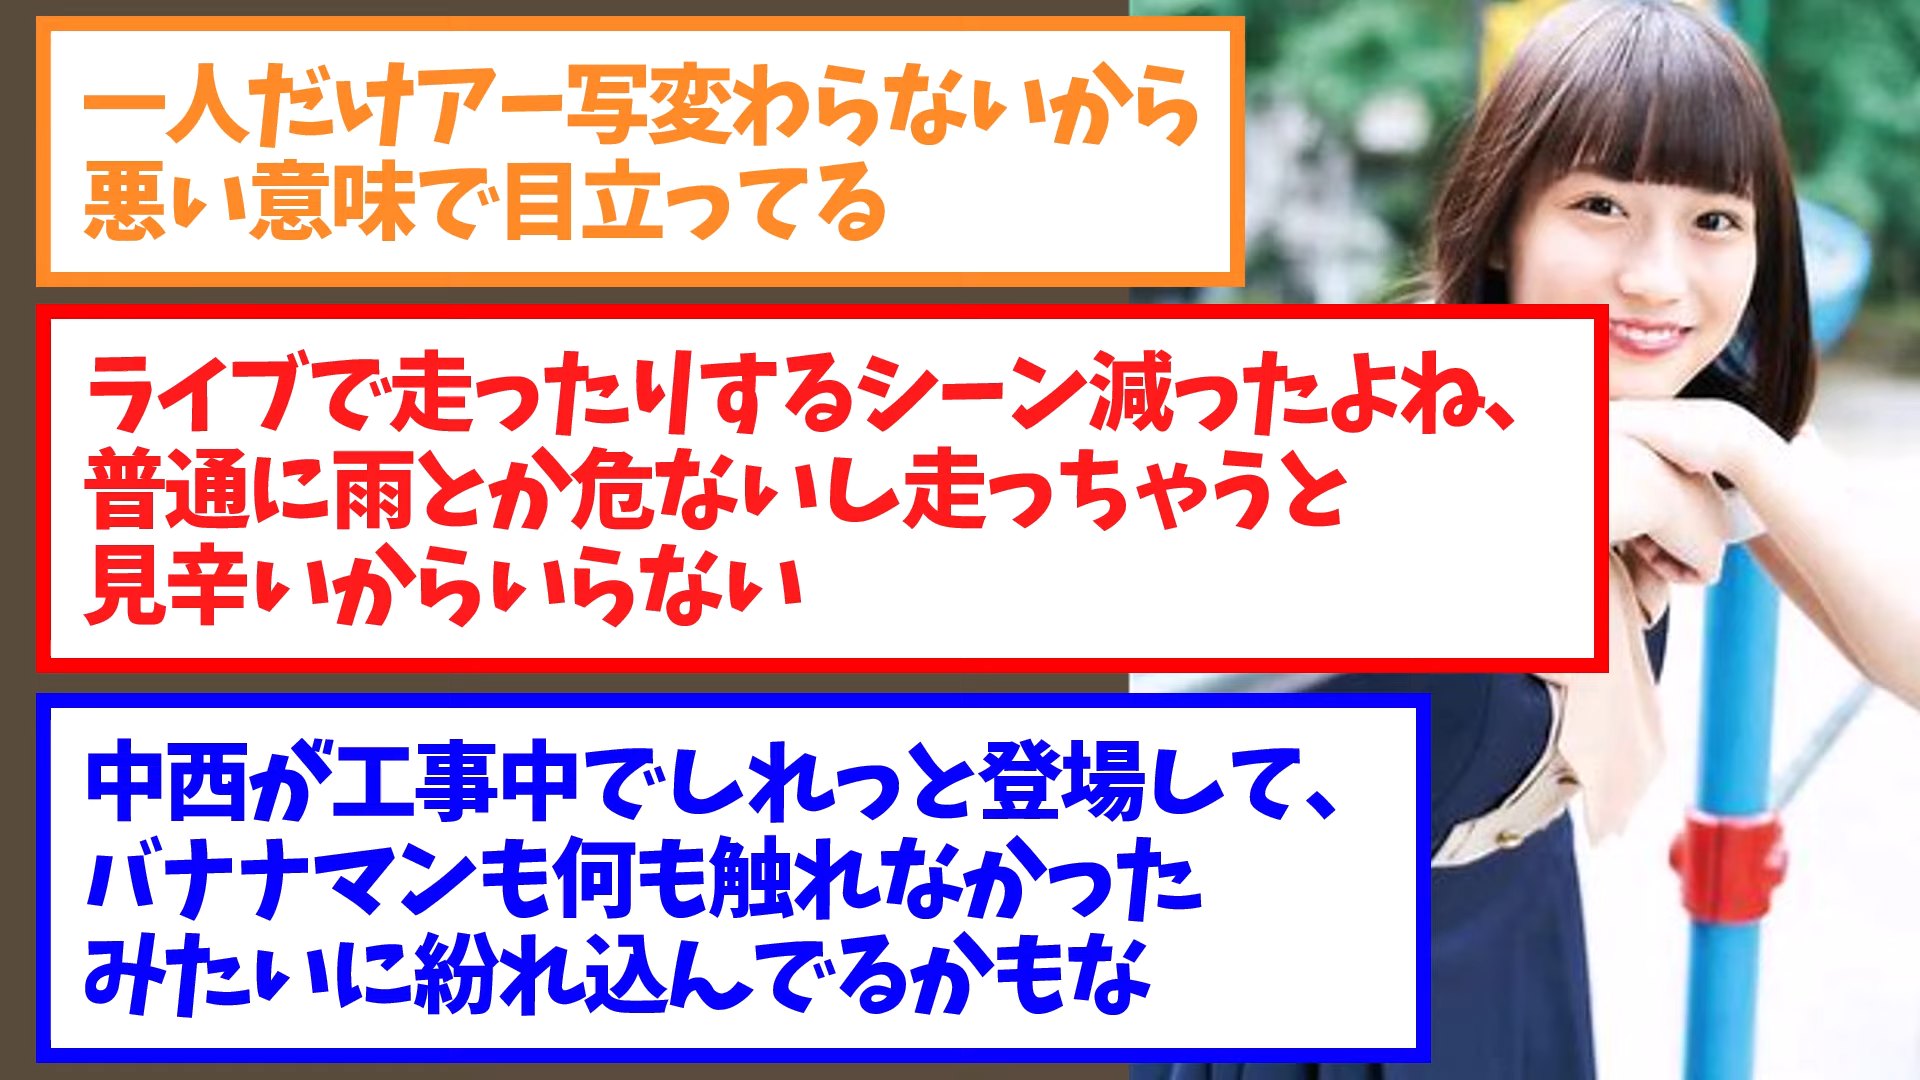 一人だけアー写変わらないから
悪い意味で目立ってる
ライブで走ったりするシーン減ったよね、
普通に雨とか危ないし走っちゃうと
見辛いからいらない
中西が工事中でしれっと登場して、
バナナマンも何も触れなかった
みたいに紛れ込んでるかもな